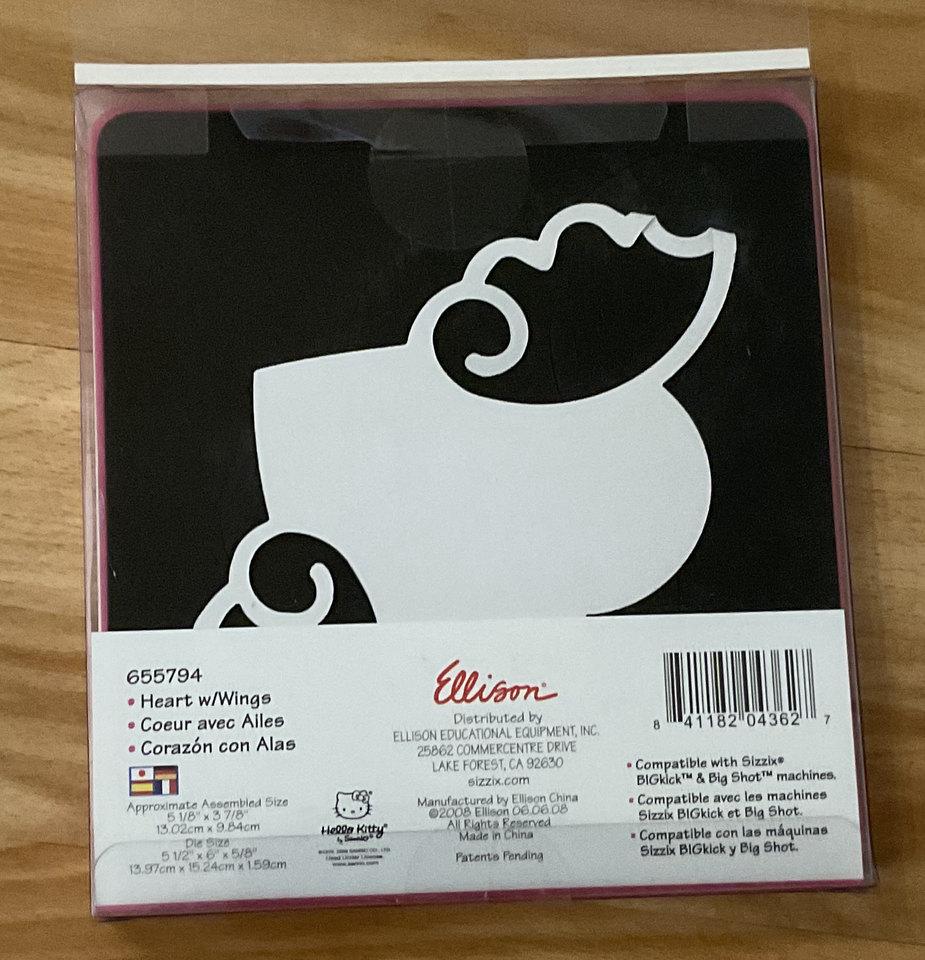 655794
• Heart w/Wings
• Coeur avec Ailes
• Corazón con Alas
Approximate Assembled Size
5 1/8" x 3 7/8"
13.02cm x 9.84cm
Die Size
5 1/2" x 6" x 5/8"
13.97cm x 15.24cm x 1.59cm
Hello Kitty®
by Sanrio®
Ellison®
Distributed by
ELLISON EDUCATIONAL EQUIPMENT, INC.
25862 COMMERCENTRE DRIVE
LAKE FOREST, CA 92630
sizzix.com
Manufactured by Ellison China
©2008 Ellison 06.06.08
All Rights Reserved
Made in China
Patents Pending
8 41182 04362 7
• Compatible with Sizzix®
BIGkick™ & Big Shot™ machines.
• Compatible avec les machines
Sizzix BIGkick et Big Shot.
• Compatible con las máquinas
Sizzix BIGkick y Big Shot.